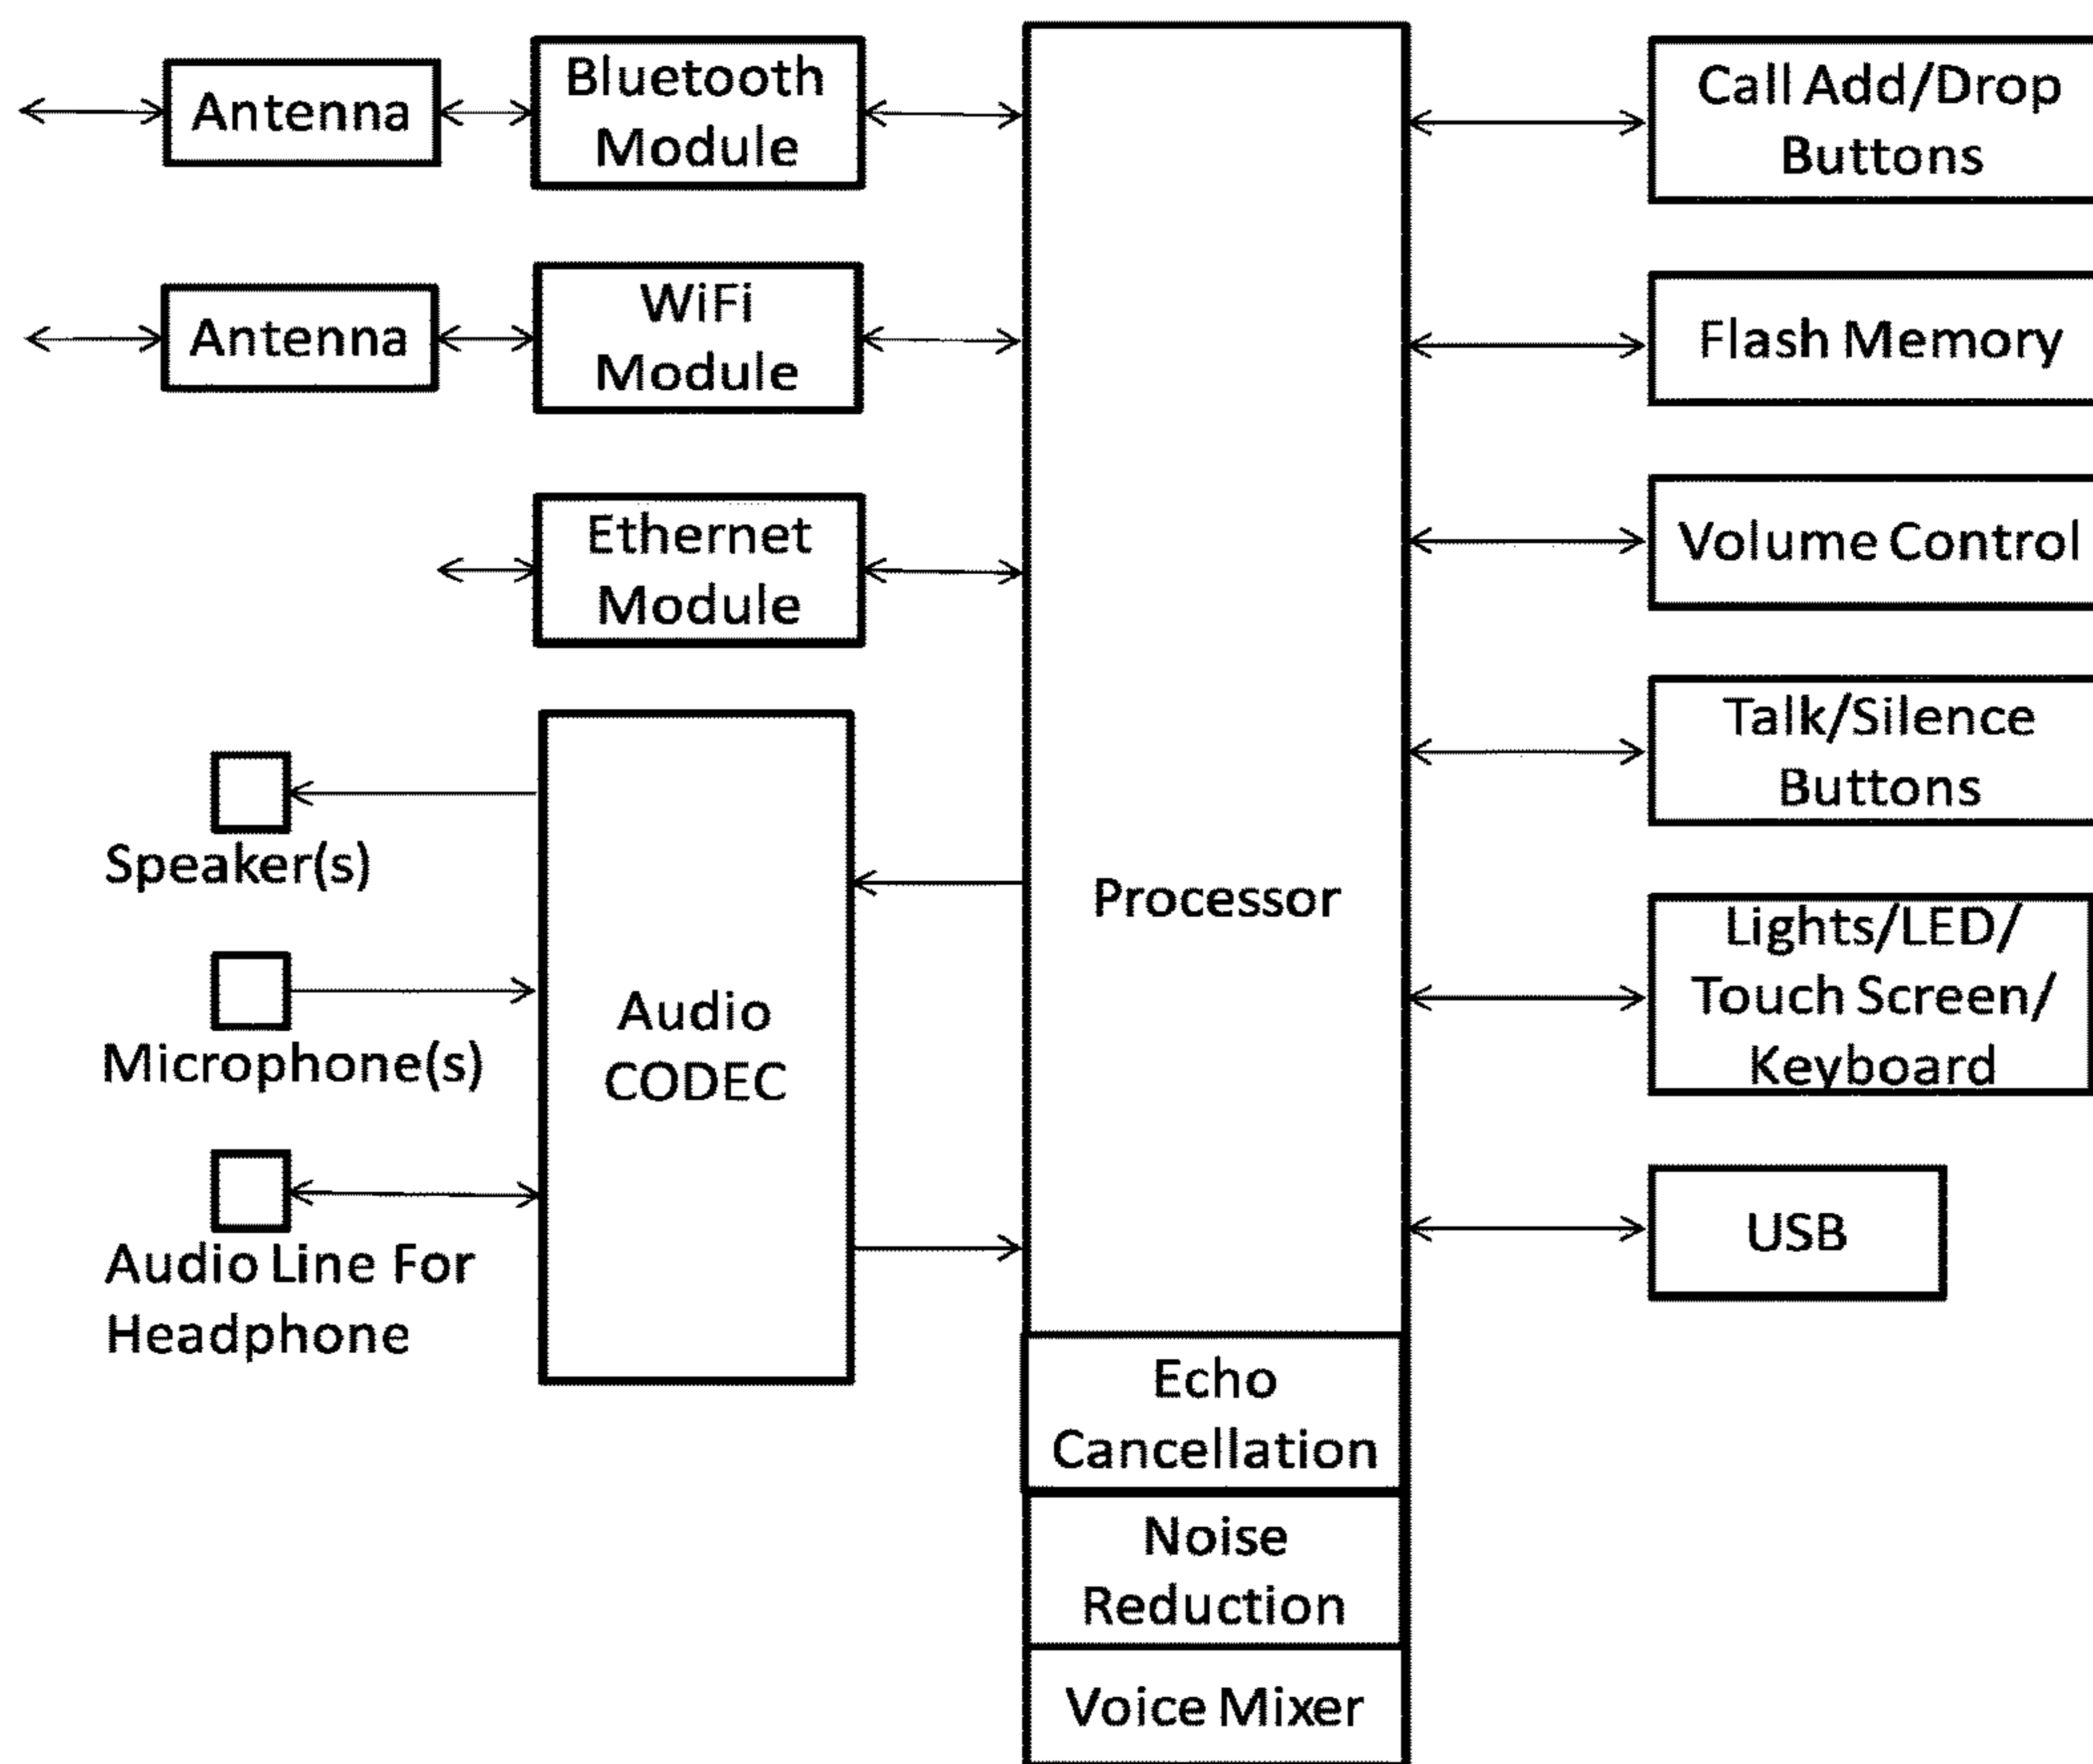 Antenna
Bluetooth
Module
Antenna
WiFi
Module
Ethernet
Module
Speaker(s)
Microphone(s)
Audio Line For
Headphone
Audio
CODEC
Processor
Echo
Cancellation
Noise
Reduction
Voice Mixer
Call Add/Drop
Buttons
Flash Memory
Volume Control
Talk/Silence
Buttons
Lights/LED/
Touch Screen/
Keyboard
USB